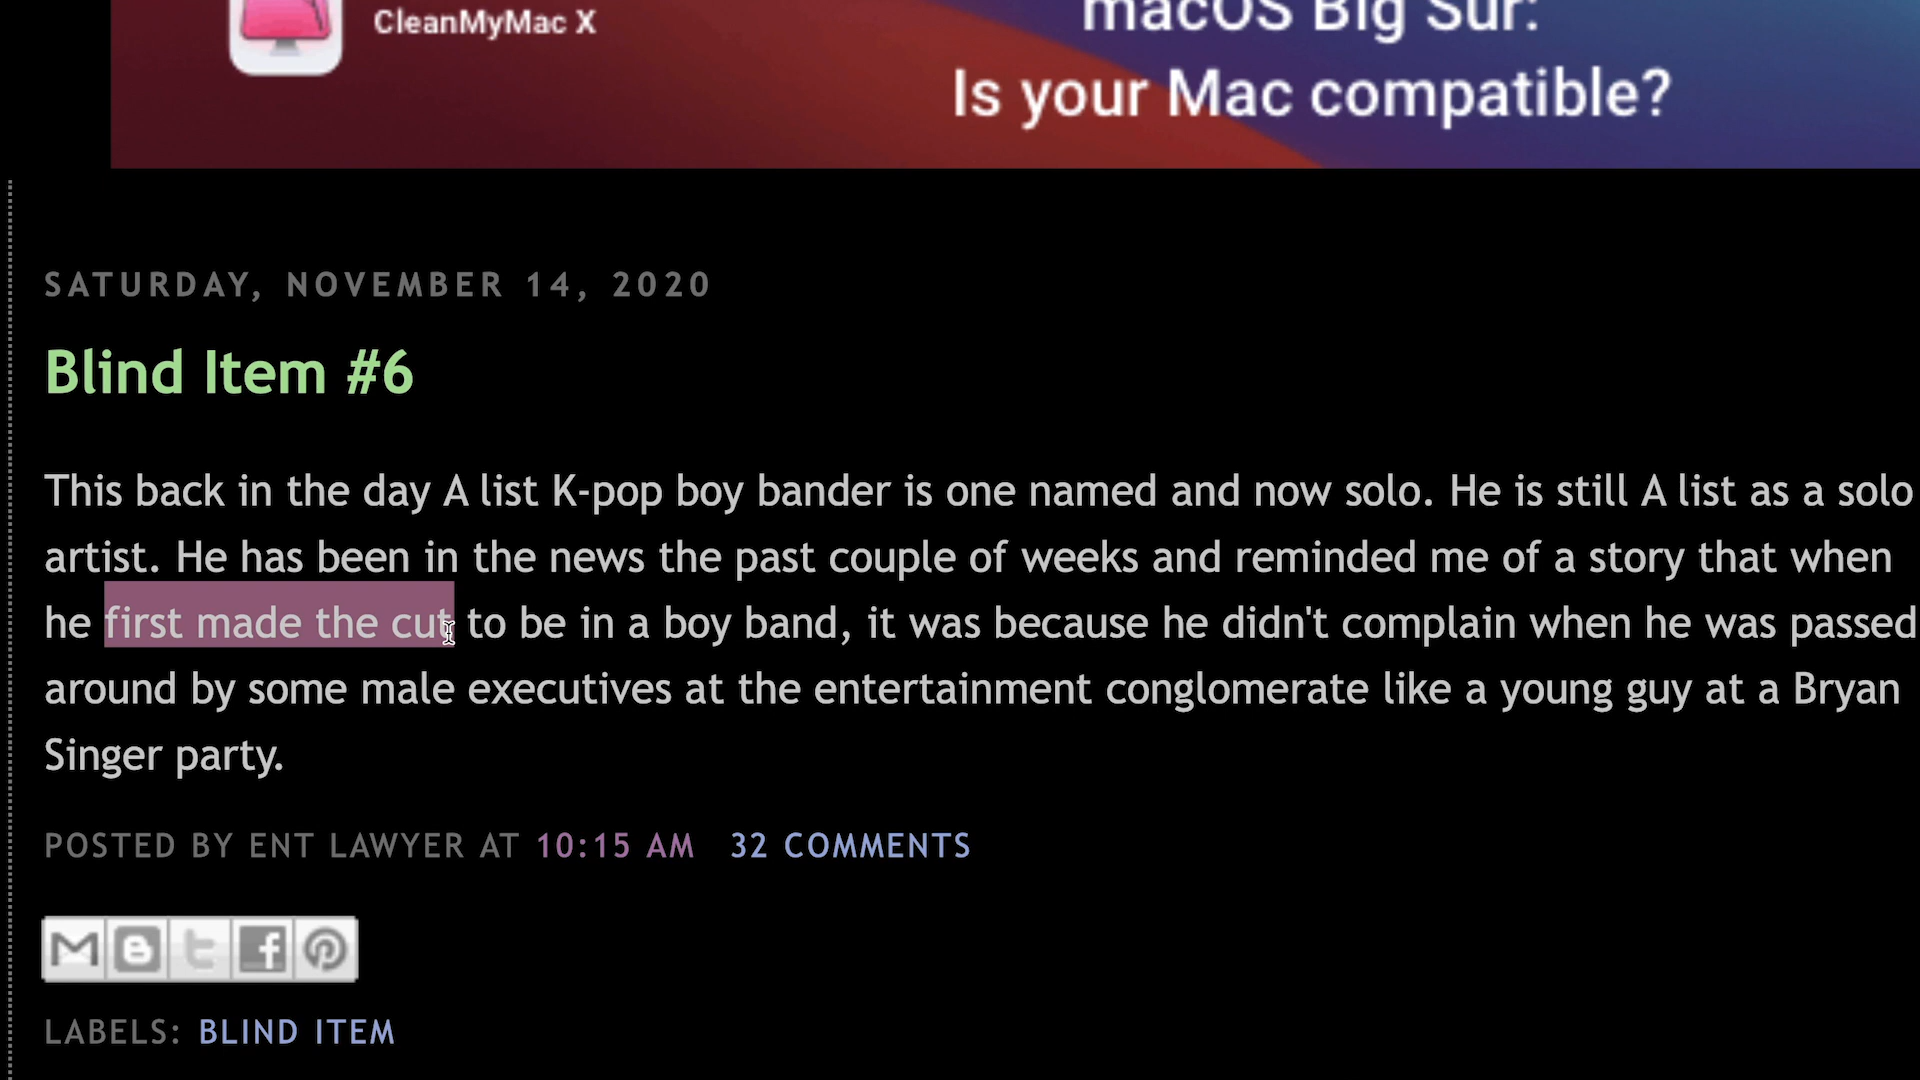 CleanMyMac X
macOS Big Sur:
Is your Mac compatible?
SATURDAY, NOVEMBER 14, 2020
Blind Item #6
This back in the day A list K-pop boy bander is one named and now solo. He is still A list as a solo
artist. He has been in the news the past couple of weeks and reminded me of a story that when
he first made the cut to be in a boy band, it was because he didn't complain when he was passed
around by some male executives at the entertainment conglomerate like a young guy at a Bryan
Singer party.
POSTED BY ENT LAWYER AT 10:15 AM 32 COMMENTS
LABELS: BLIND ITEM